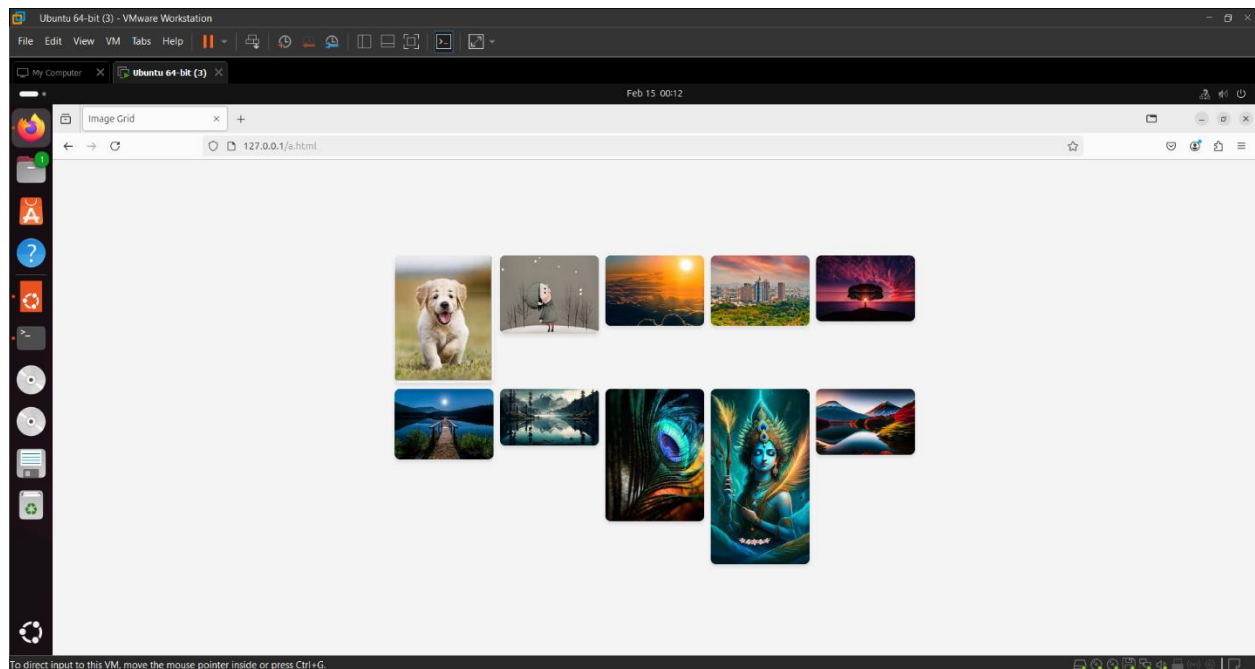 Ubuntu 64-bit (3) - VMware Workstation
File Edit View VM Tabs Help
My Computer Ubuntu 64-bit (3)
Feb 15 00:12
Image Grid
127.0.0.1/a.html
1
To direct input to this VM, move the mouse pointer inside or press Ctrl+G.